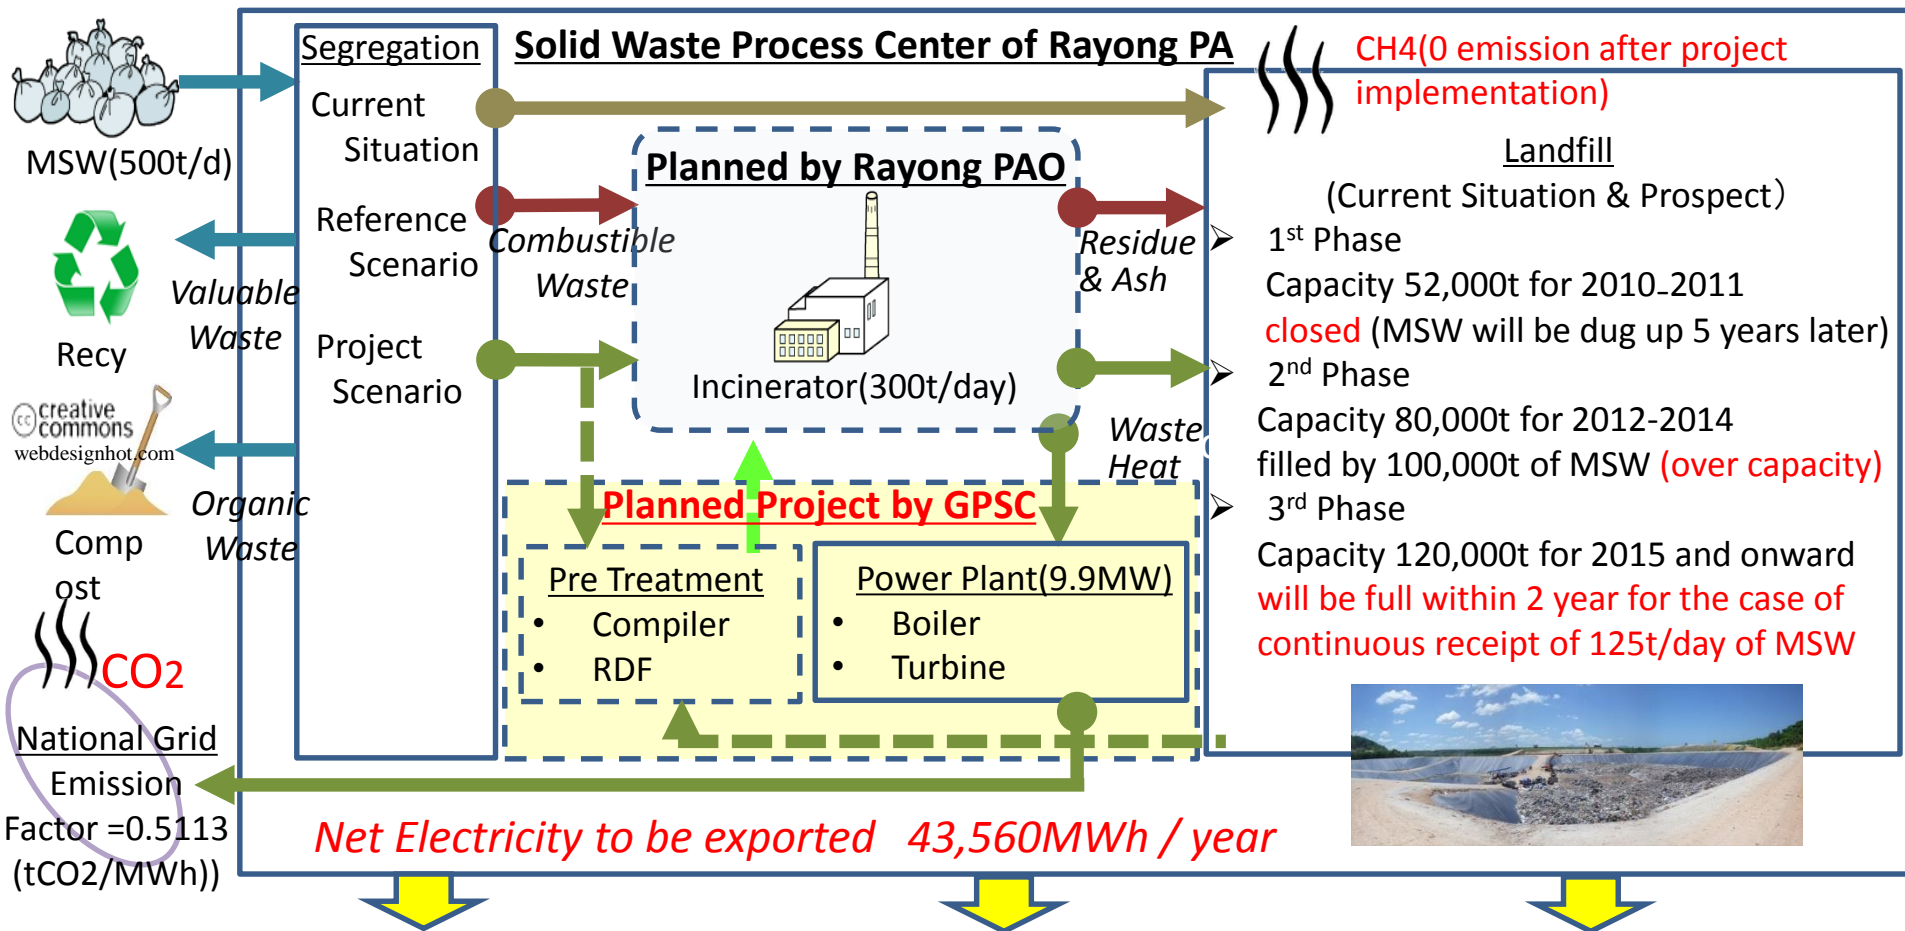 Solid Waste Process Center of Rayong PA
MSW(500t/d)
Recy
Comp
ost
creative
commons
webdesignhot.com
Valuable
Waste
Organic
Waste
CO2
National Grid
Emission
Factor =0.5113
(tCO2/MWh))
Segregation
Current
Situation
Reference
Scenario
Project
Scenario
Combustible
Waste
Planned by Rayong PAO
Incinerator(300t/day)
Residue
& Ash
Waste
Heat
Planned Project by GPSC
Pre Treatment
• Compiler
• RDF
Power Plant(9.9MW)
• Boiler
• Turbine
Net Electricity to be exported 43,560MWh / year
CH4(0 emission after project
implementation)
Landfill
(Current Situation & Prospect）
➢ 1st Phase
Capacity 52,000t for 2010-2011
closed (MSW will be dug up 5 years later)
➢ 2nd Phase
Capacity 80,000t for 2012-2014
filled by 100,000t of MSW (over capacity)
➢ 3rd Phase
Capacity 120,000t for 2015 and onward
will be full within 2 year for the case of
continuous receipt of 125t/day of MSW